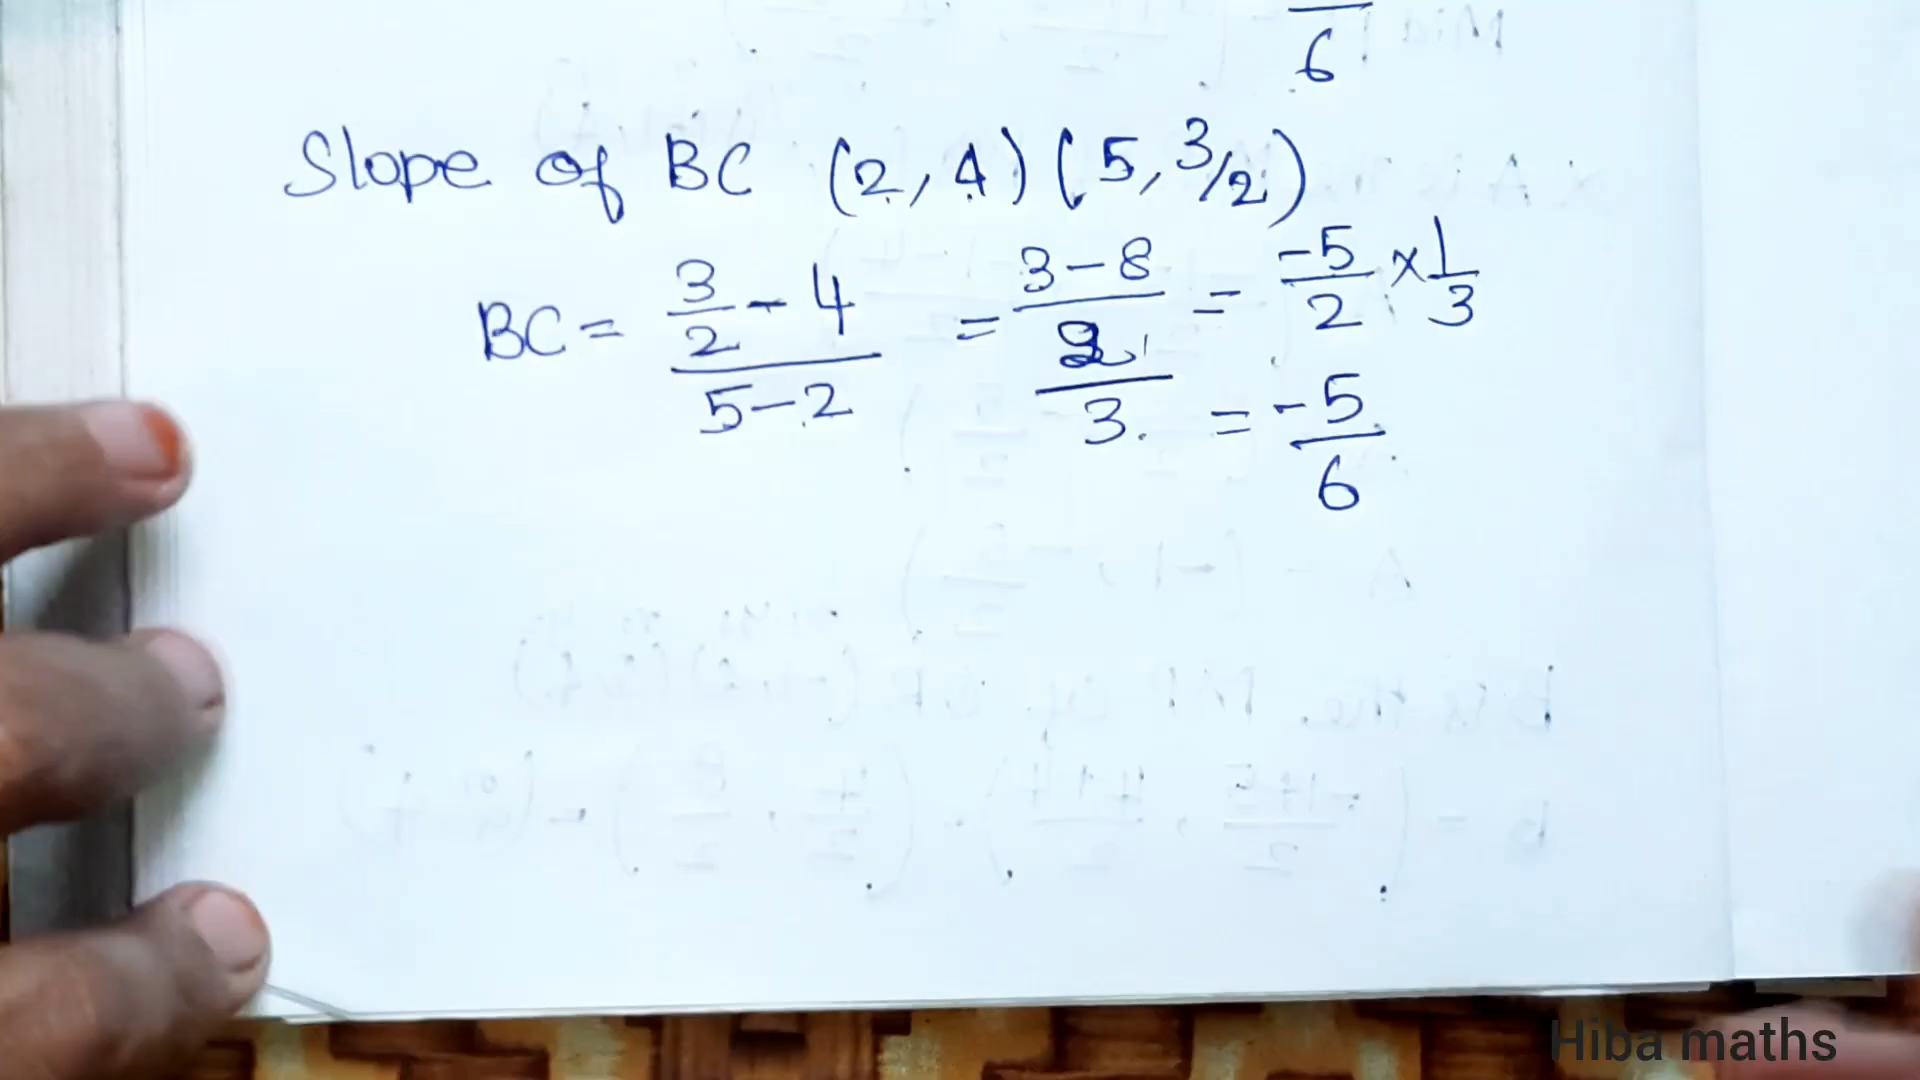 6
Slope of BC (2, 4) (5, 3/2)
BC = (3/2 - 4)/(5 - 2) = ((3 - 8)/2)/3 = -5/2 × 1/3
= -5/6
Hiba maths